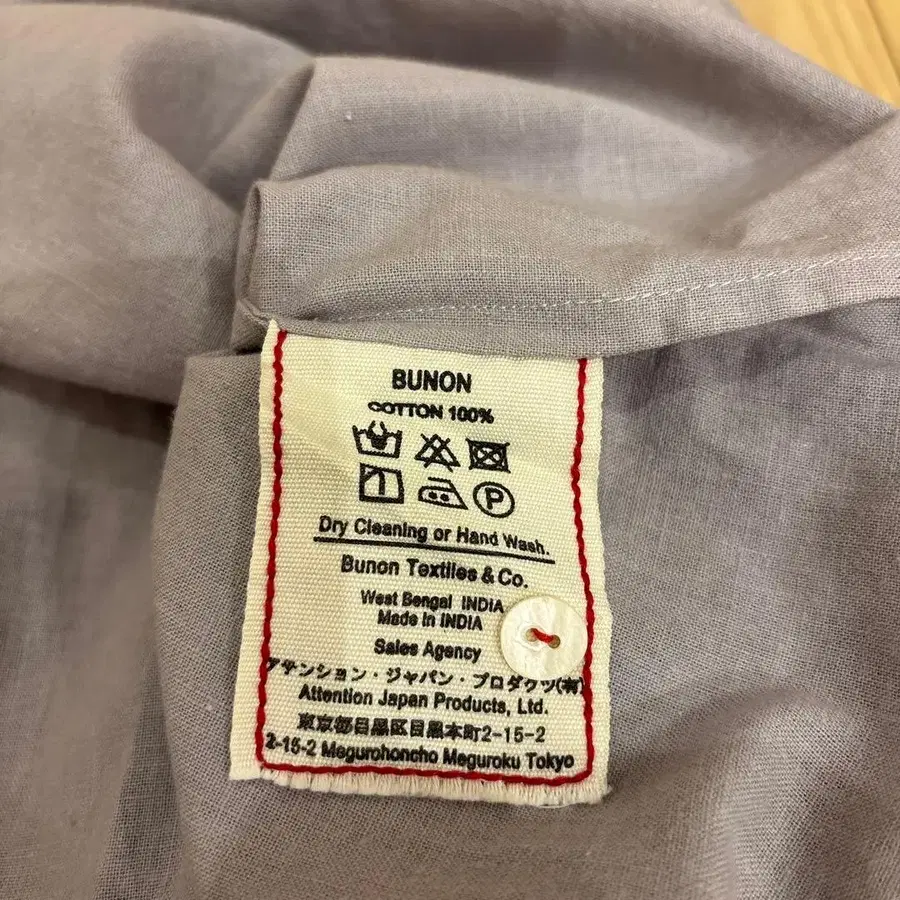 BUNON
COTTON 100%
P
Dry Cleaning or Hand Wash.
Bunon Textiles & Co.
West Bengal INDIA
Made in INDIA
Sales Agency
アテンション・ジャパン・プロダクツ(有)
Attention Japan Products, Ltd.
東京都目黒区目黒本町2-15-2
2-15-2 Megurohoncho Meguroku Tokyo